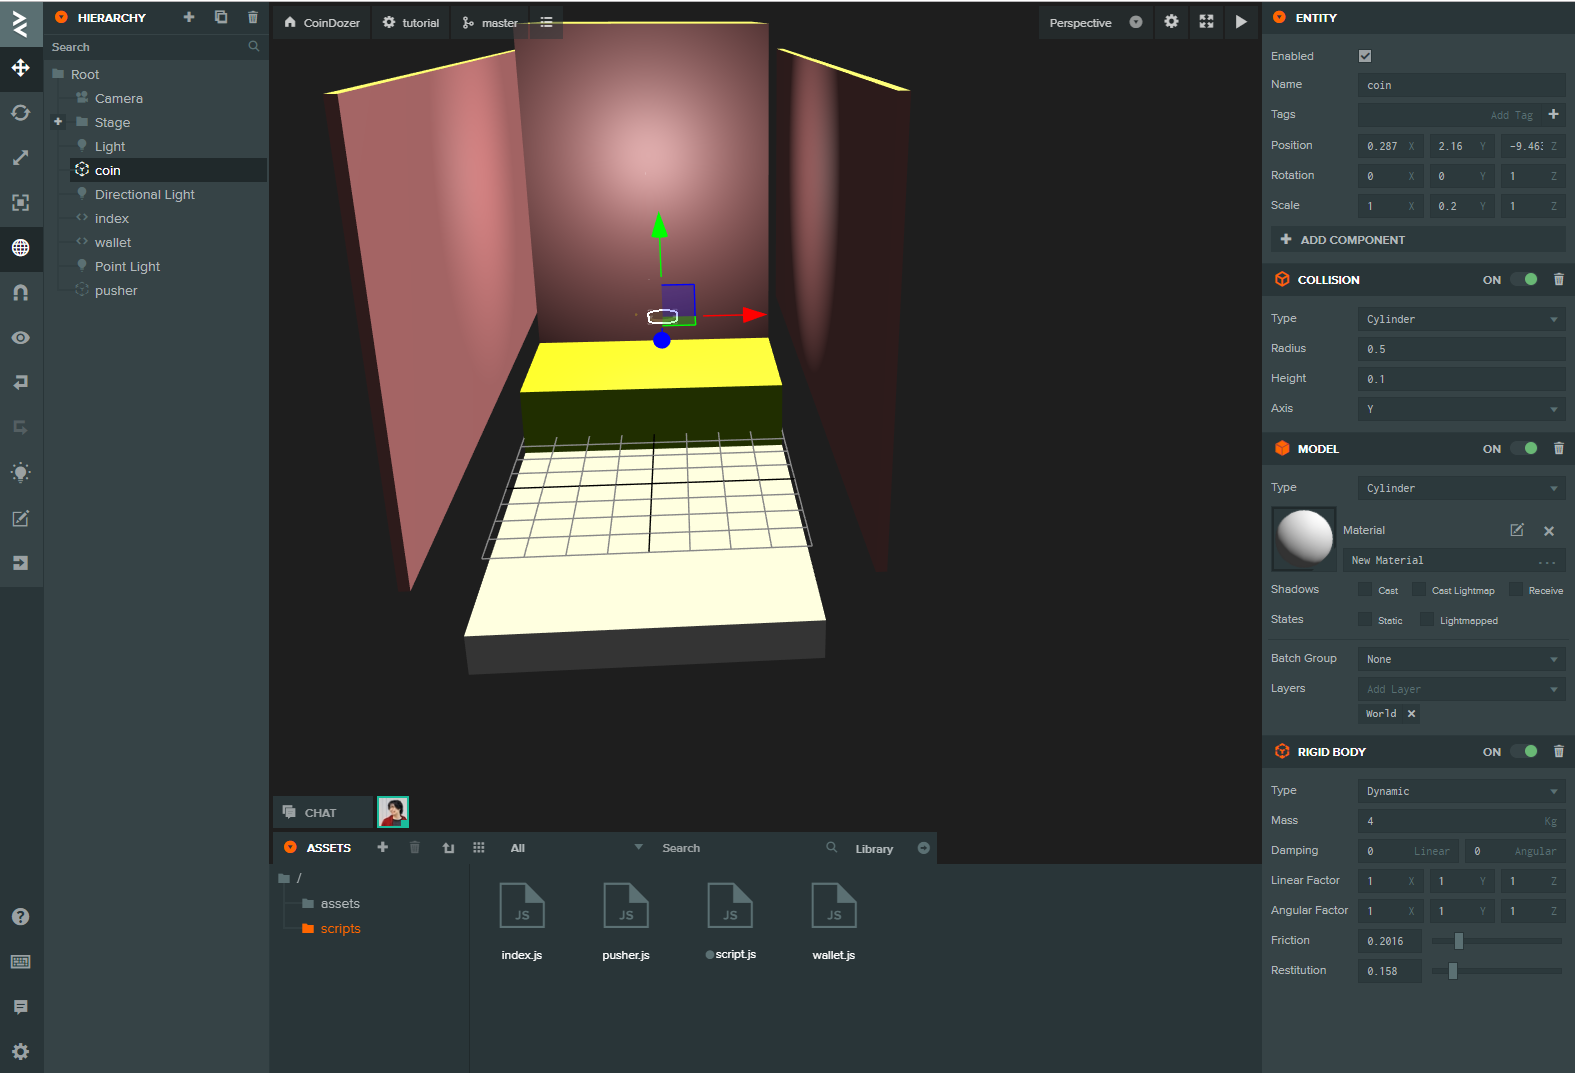 HIERARCHY
Search
Root
Camera
Stage
Light
coin
Directional Light
index
wallet
Point Light
pusher
CoinDozer
tutorial
master
Perspective
CHAT
ASSETS
All
Search
Library
/
assets
scripts
JS
JS
JS
JS
index.js
pusher.js
script.js
wallet.js
ENTITY
Enabled
Name coin
Tags Add Tag
Position 0.287 X 2.16 Y -9.463 Z
Rotation 0 X 0 Y 1 Z
Scale 1 X 0.2 Y 1 Z
ADD COMPONENT
COLLISION ON
Type Cylinder
Radius 0.5
Height 0.1
Axis Y
MODEL ON
Type Cylinder
Material
New Material ...
Shadows Cast Cast Lightmap Receive
States Static Lightmapped
Batch Group None
Layers Add Layer
World
RIGID BODY ON
Type Dynamic
Mass 4 Kg
Damping 0 Linear 0 Angular
Linear Factor 1 X 1 Y 1 Z
Angular Factor 1 X 1 Y 1 Z
Friction 0.2016
Restitution 0.158